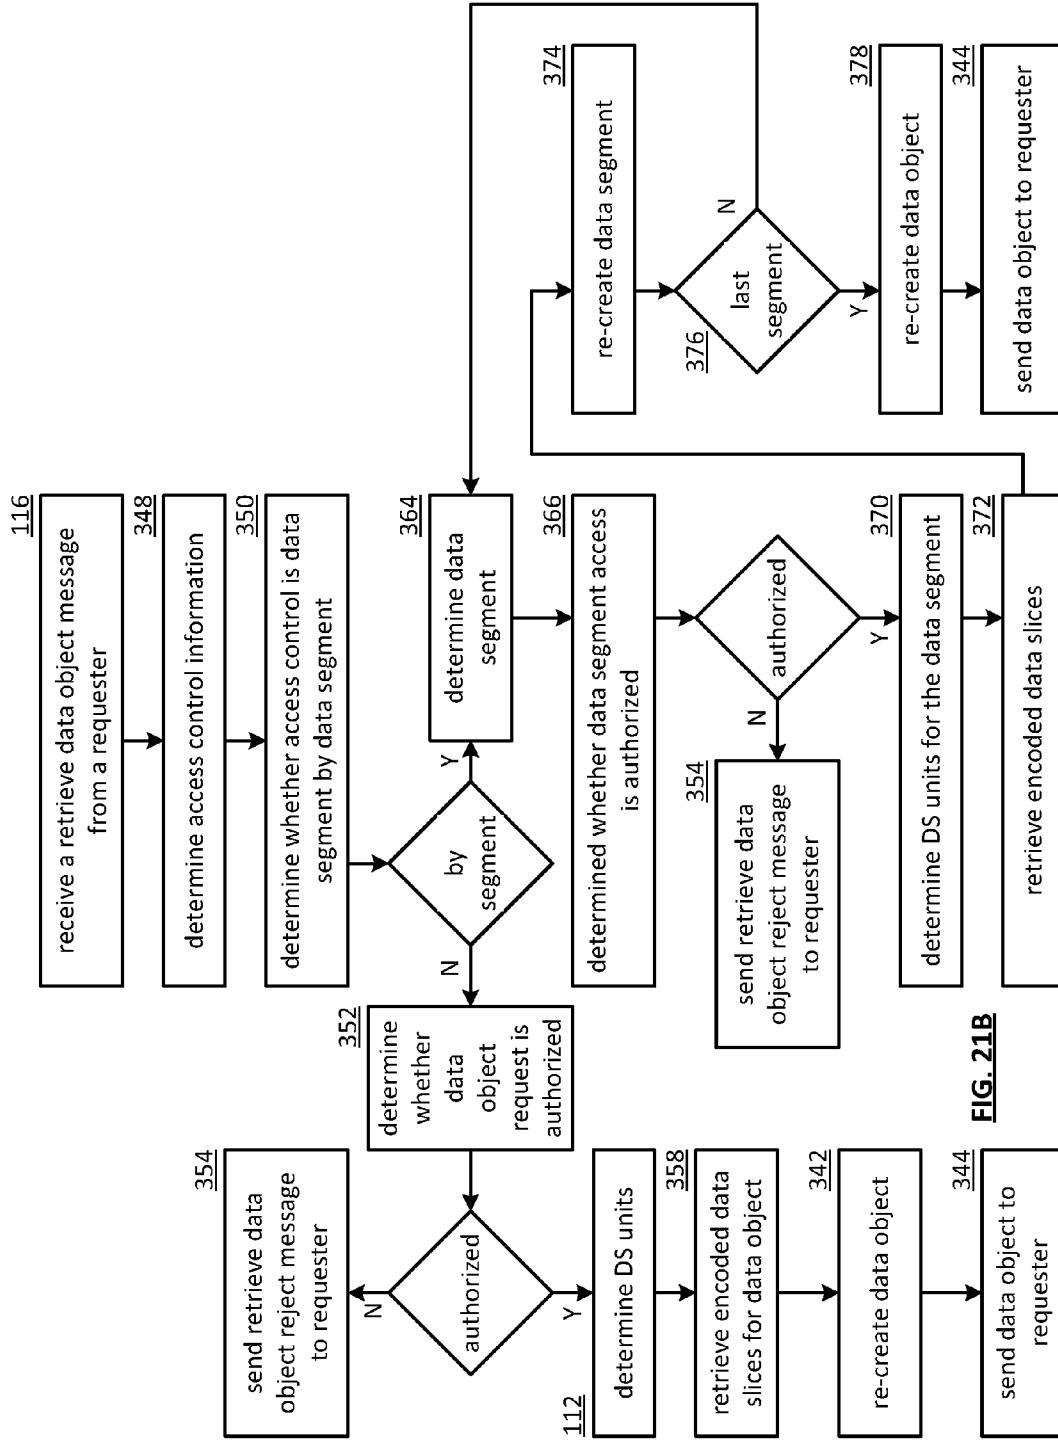 116
receive a retrieve data object message
from a requester
348
determine access control information
350
determine whether access control is data
segment by data segment
by
segment
N
Y
352
determine
whether
data
object
request is
authorized
authorized
N
354
send retrieve data
object reject message
to requester
Y
112
determine DS units
358
retrieve encoded data
slices for data object
342
re-create data object
344
send data object to
requester
364
determine data
segment
366
determined whether data segment access
is authorized
authorized
N
354
send retrieve data
object reject message
to requester
Y
370
determine DS units for the data segment
372
retrieve encoded data slices
374
re-create data segment
376
last
segment
N
Y
378
re-create data object
344
send data object to requester
FIG. 21B